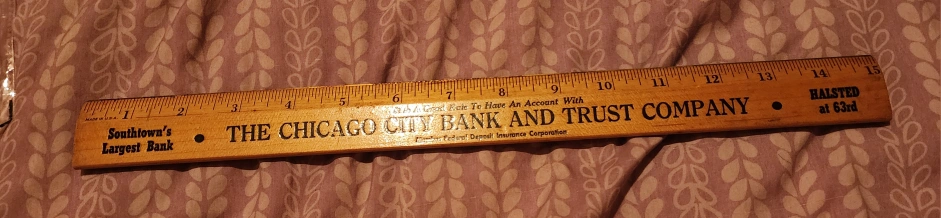 MADE IN U.S.A.
1 2 3 4 5 6 7 8 9 10 11 12 13 14 15
It Is A Good Rule To Have An Account With
Southtown's
Largest Bank
THE CHICAGO CITY BANK AND TRUST COMPANY
HALSTED
at 63rd
Federal Deposit Insurance Corporation